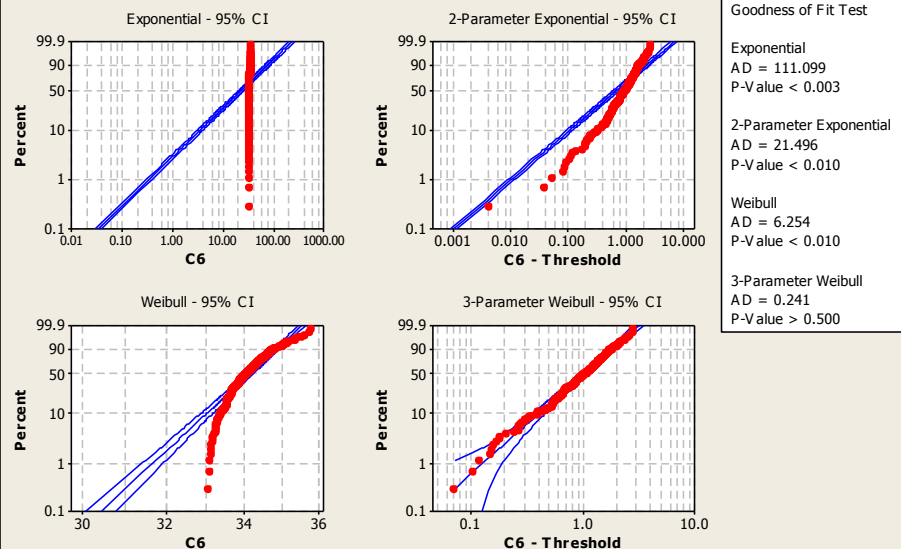 Exponential - 95% CI
99.9
90
50
10
1
0.1
Percent
0.01 0.10 1.00 10.00 100.00 1000.00
C6
2-Parameter Exponential - 95% CI
99.9
90
50
10
1
0.1
Percent
0.001 0.010 0.100 1.000 10.000
C6 - Threshold
Goodness of Fit Test
Exponential
AD = 111.099
P-Value < 0.003
2-Parameter Exponential
AD = 21.496
P-Value < 0.010
Weibull
AD = 6.254
P-Value < 0.010
3-Parameter Weibull
AD = 0.241
P-Value > 0.500
Weibull - 95% CI
99.9
90
50
10
1
0.1
Percent
30 32 34 36
C6
3-Parameter Weibull - 95% CI
99.9
90
50
10
1
0.1
Percent
0.1 1.0 10.0
C6 - Threshold